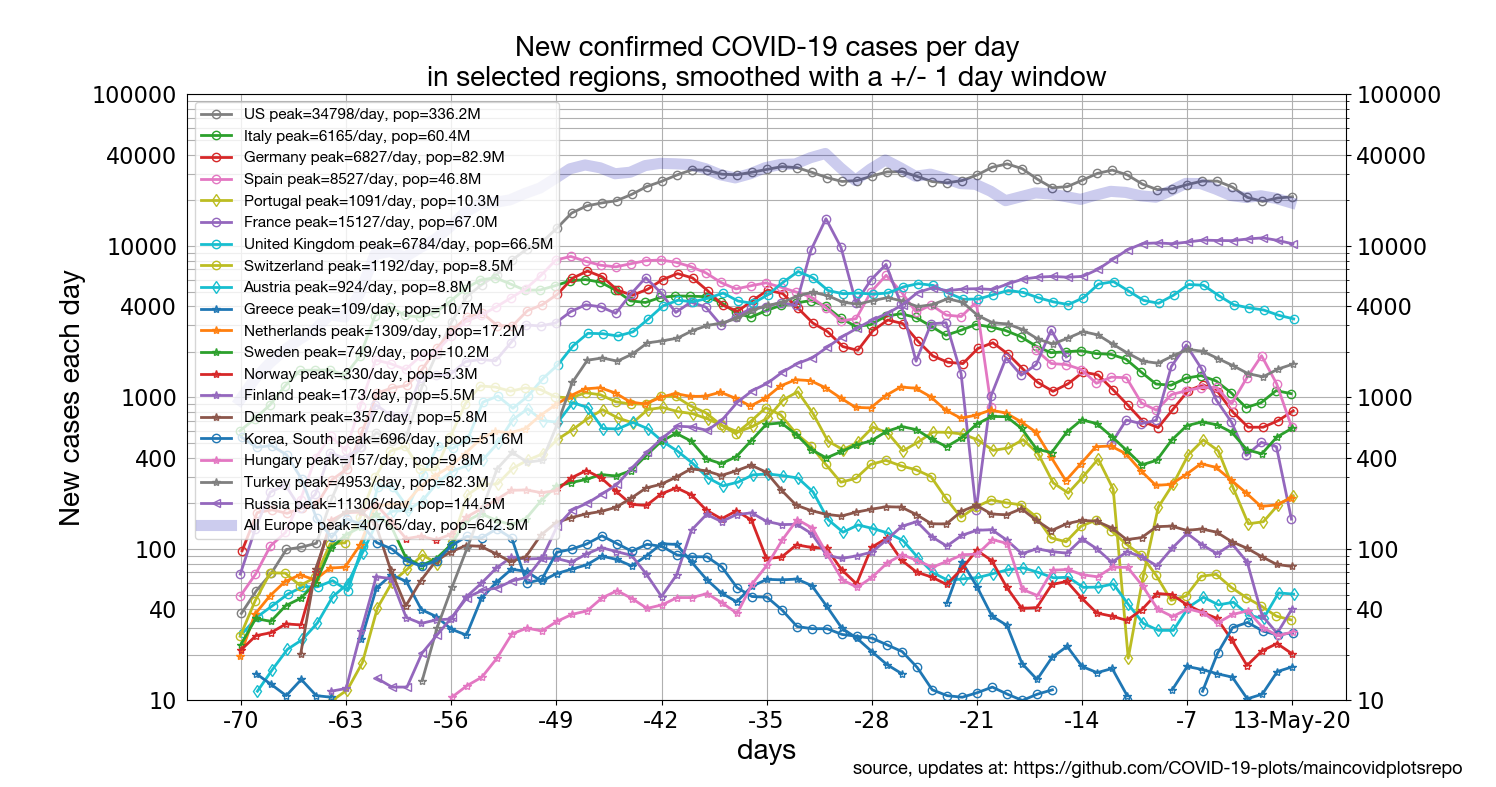 New confirmed COVID-19 cases per day
in selected regions, smoothed with a +/- 1 day window
100000
40000
10000
4000
1000
400
100
40
10
New cases each day
US peak=34798/day, pop=336.2M
Italy peak=6165/day, pop=60.4M
Germany peak=6827/day, pop=82.9M
Spain peak=8527/day, pop=46.8M
Portugal peak=1091/day, pop=10.3M
France peak=15127/day, pop=67.0M
United Kingdom peak=6784/day, pop=66.5M
Switzerland peak=1192/day, pop=8.5M
Austria peak=924/day, pop=8.8M
Greece peak=109/day, pop=10.7M
Netherlands peak=1309/day, pop=17.2M
Sweden peak=749/day, pop=10.2M
Norway peak=330/day, pop=5.3M
Finland peak=173/day, pop=5.5M
Denmark peak=357/day, pop=5.8M
Korea, South peak=696/day, pop=51.6M
Hungary peak=157/day, pop=9.8M
Turkey peak=4953/day, pop=82.3M
Russia peak=11306/day, pop=144.5M
All Europe peak=40765/day, pop=642.5M
100000
40000
10000
4000
1000
400
100
40
10
-70 -63 -56 -49 -42 -35 -28 -21 -14 -7 13-May-20
days
source, updates at: https://github.com/COVID-19-plots/maincovidplotsrepo